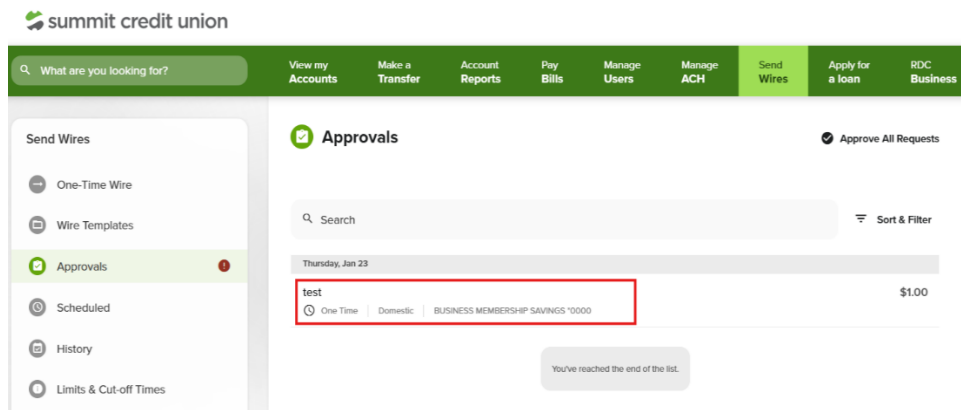 summit credit union
What are you looking for?
View my Accounts
Make a Transfer
Account Reports
Pay Bills
Manage Users
Manage ACH
Send Wires
Apply for a loan
RDC Business
Send Wires
One-Time Wire
Wire Templates
Approvals
Scheduled
History
Limits & Cut-off Times
Approvals
Approve All Requests
Search
Sort & Filter
Thursday, Jan 23
test
$1.00
One Time
Domestic
BUSINESS MEMBERSHIP SAVINGS *0000
You've reached the end of the list.